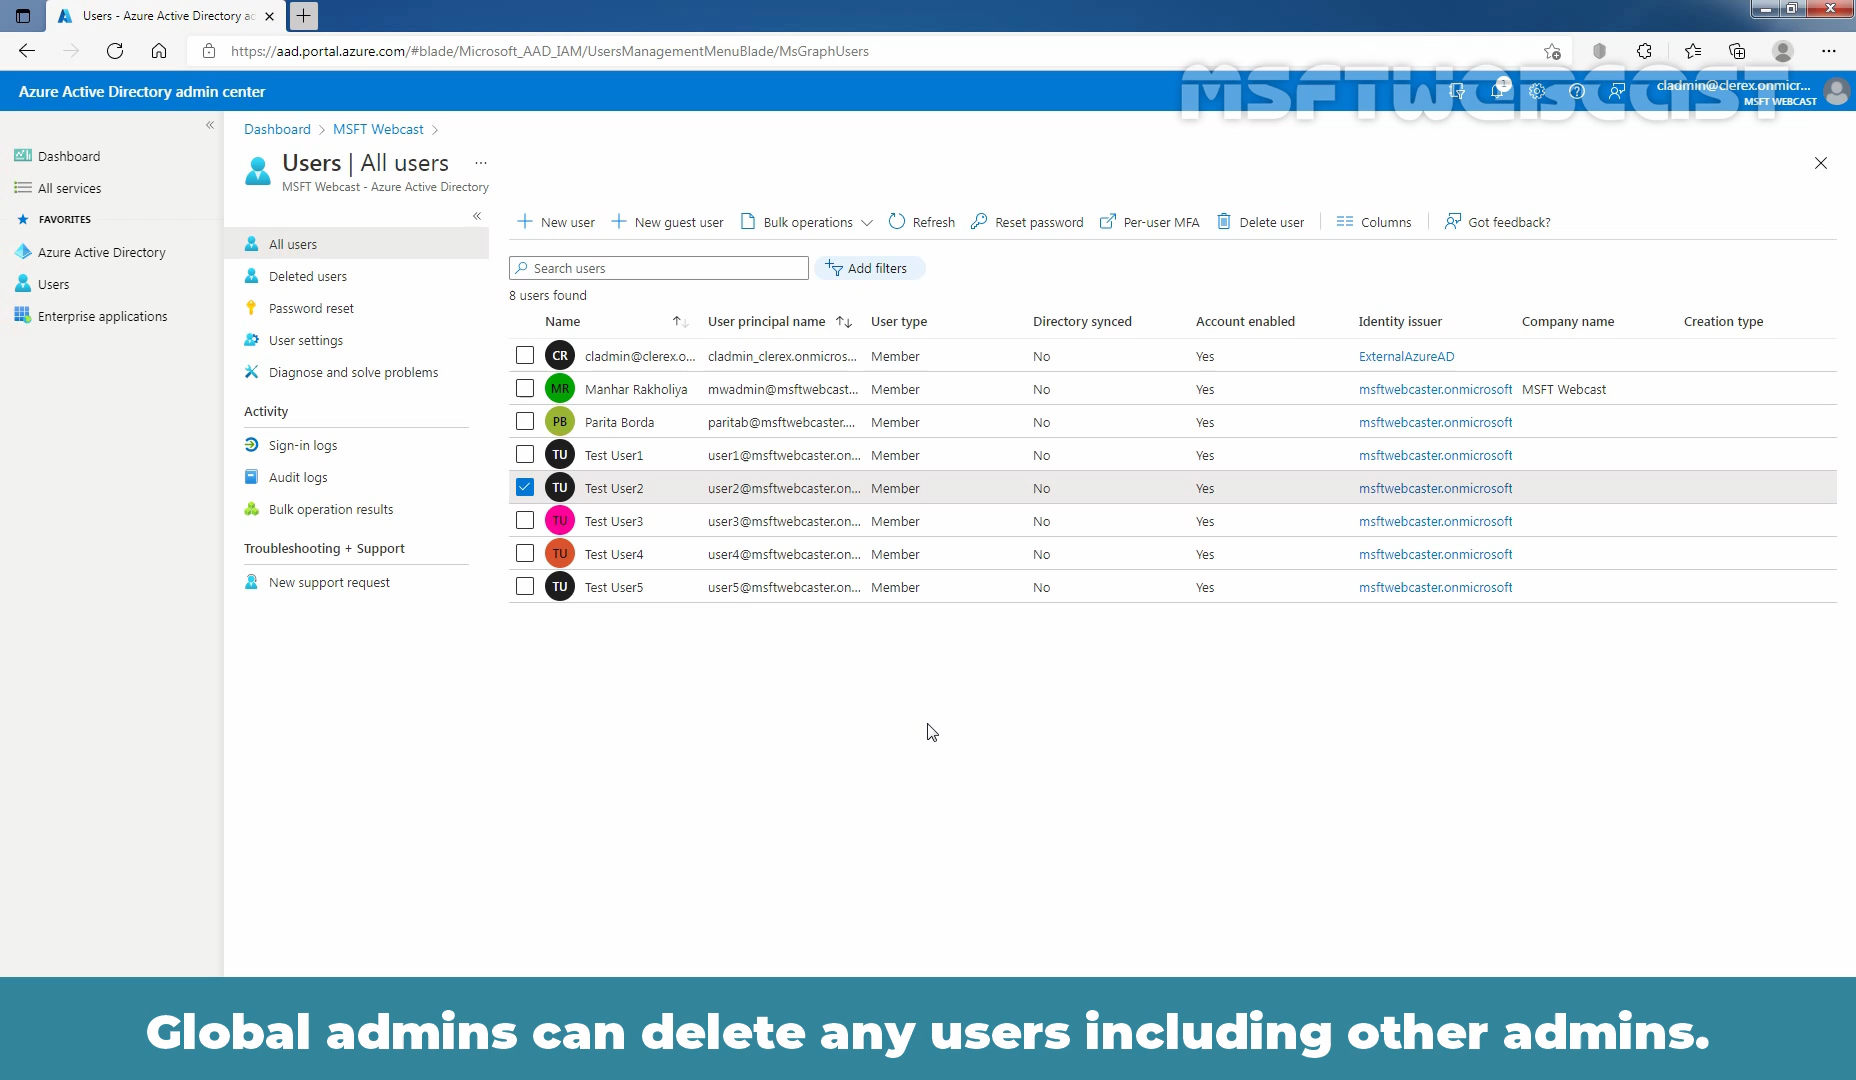 Users - Azure Active Directory ac
https://aad.portal.azure.com/#blade/Microsoft_AAD_IAM/UsersManagementMenuBlade/MsGraphUsers
MSFTWEBCAST
Azure Active Directory admin center
1
cladmin@clerex.onmicr...
MSFT WEBCAST
Dashboard
All services
FAVORITES
Azure Active Directory
Users
Enterprise applications
Dashboard > MSFT Webcast >
Users | All users ...
MSFT Webcast - Azure Active Directory
All users
Deleted users
Password reset
User settings
Diagnose and solve problems
Activity
Sign-in logs
Audit logs
Bulk operation results
Troubleshooting + Support
New support request
New user New guest user Bulk operations Refresh Reset password Per-user MFA Delete user Columns Got feedback?
Search users Add filters
8 users found
Name User principal name User type Directory synced Account enabled Identity issuer Company name Creation type
CR cladmin@clerex.o... cladmin_clerex.onmicros... Member No Yes ExternalAzureAD
MR Manhar Rakholiya mwadmin@msftwebcast... Member No Yes msftwebcaster.onmicrosoft MSFT Webcast
PB Parita Borda paritab@msftwebcaster.... Member No Yes msftwebcaster.onmicrosoft
TU Test User1 user1@msftwebcaster.on... Member No Yes msftwebcaster.onmicrosoft
TU Test User2 user2@msftwebcaster.on... Member No Yes msftwebcaster.onmicrosoft
TU Test User3 user3@msftwebcaster.on... Member No Yes msftwebcaster.onmicrosoft
TU Test User4 user4@msftwebcaster.on... Member No Yes msftwebcaster.onmicrosoft
TU Test User5 user5@msftwebcaster.on... Member No Yes msftwebcaster.onmicrosoft
Global admins can delete any users including other admins.